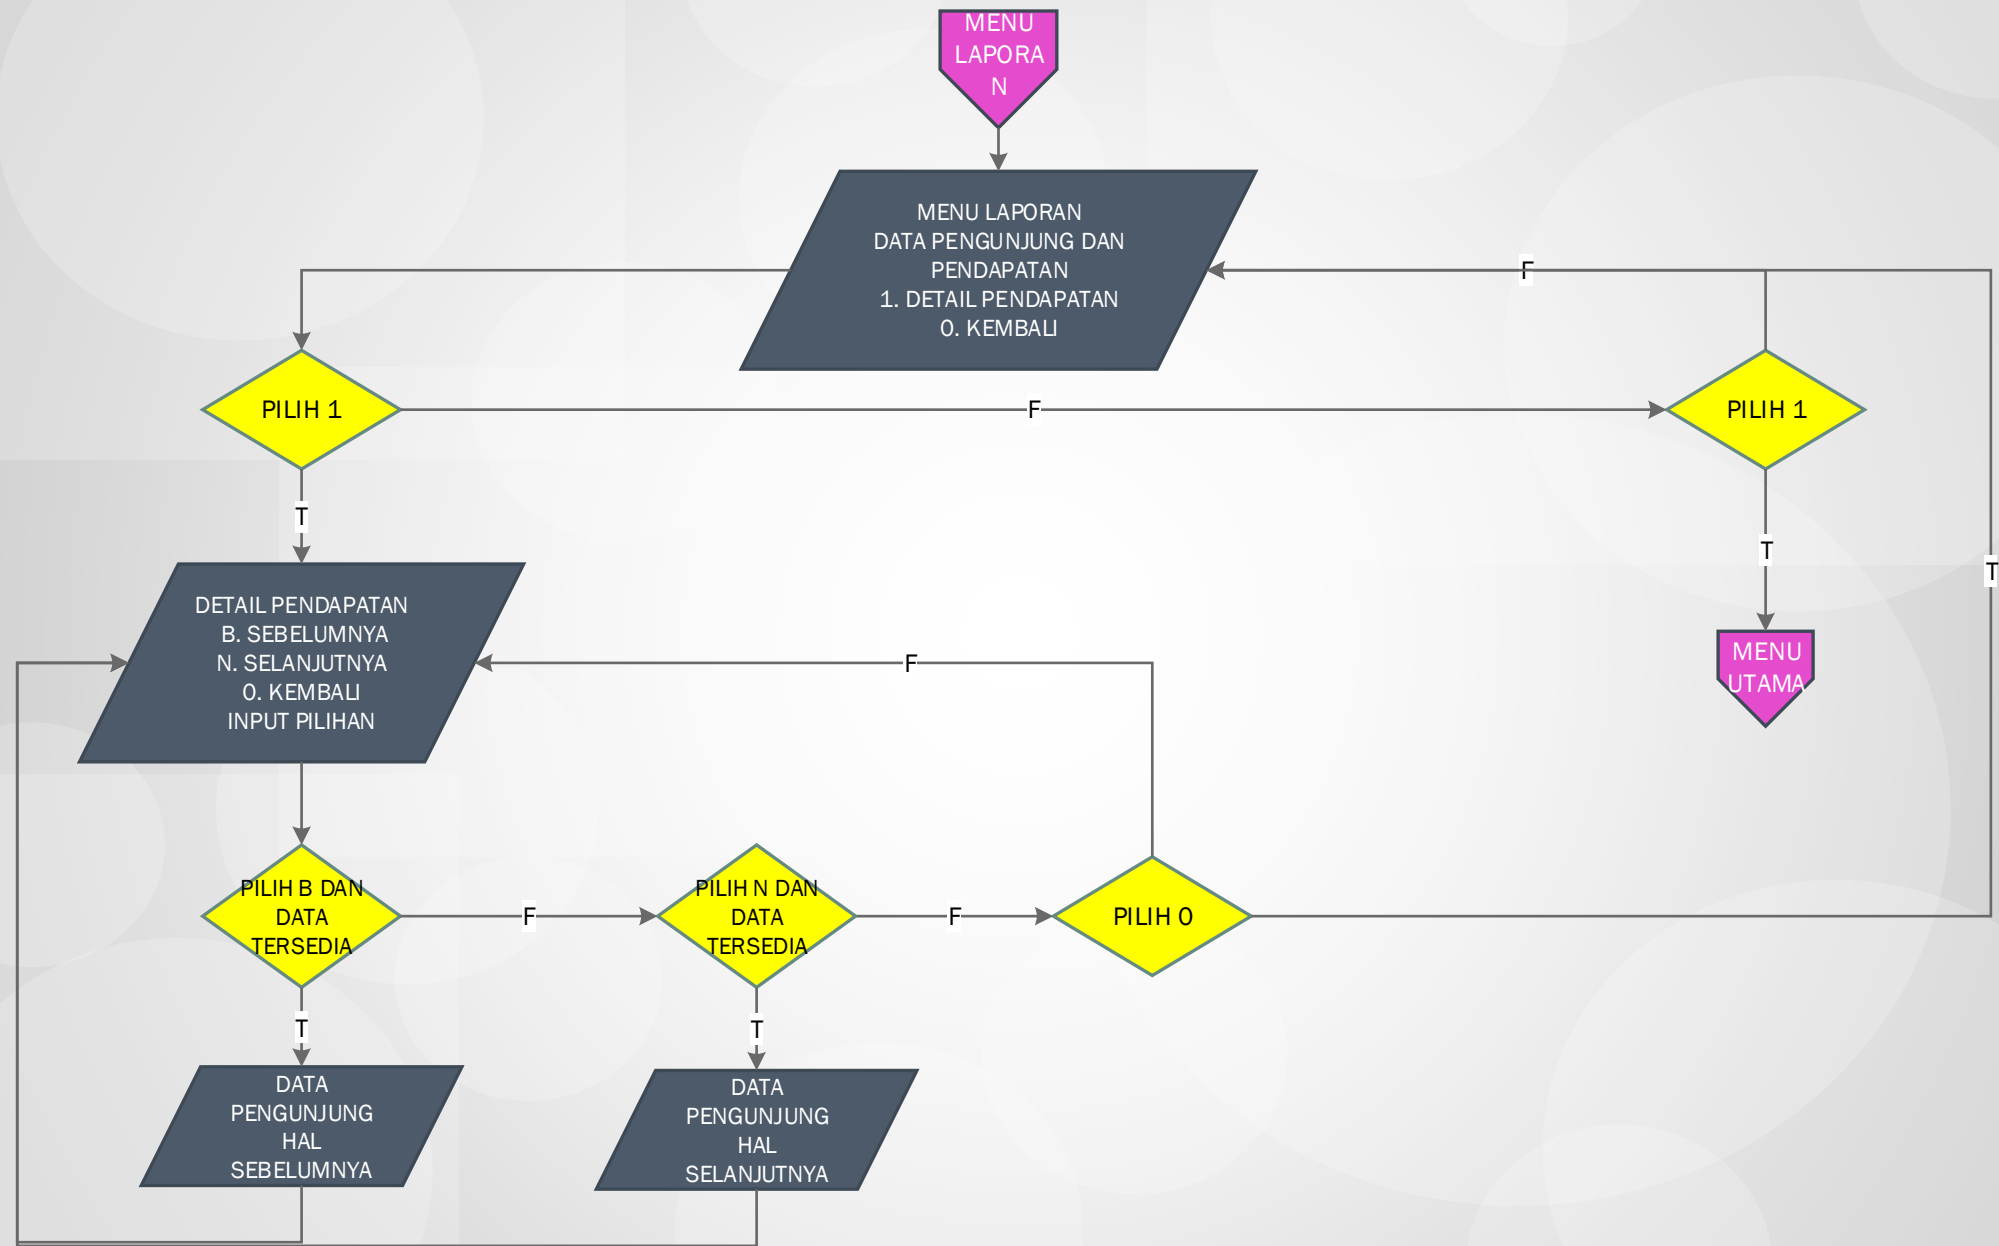 MENU
LAPORA
N
MENU LAPORAN
DATA PENGUNJUNG DAN
PENDAPATAN
1. DETAIL PENDAPATAN
0. KEMBALI
F
PILIH 1
F
PILIH 1
T
T
T
DETAIL PENDAPATAN
B. SEBELUMNYA
N. SELANJUTNYA
0. KEMBALI
INPUT PILIHAN
F
MENU
UTAMA
PILIH B DAN
DATA
TERSEDIA
F
PILIH N DAN
DATA
TERSEDIA
F
PILIH 0
T
T
DATA
PENGUNJUNG
HAL
SEBELUMNYA
DATA
PENGUNJUNG
HAL
SELANJUTNYA